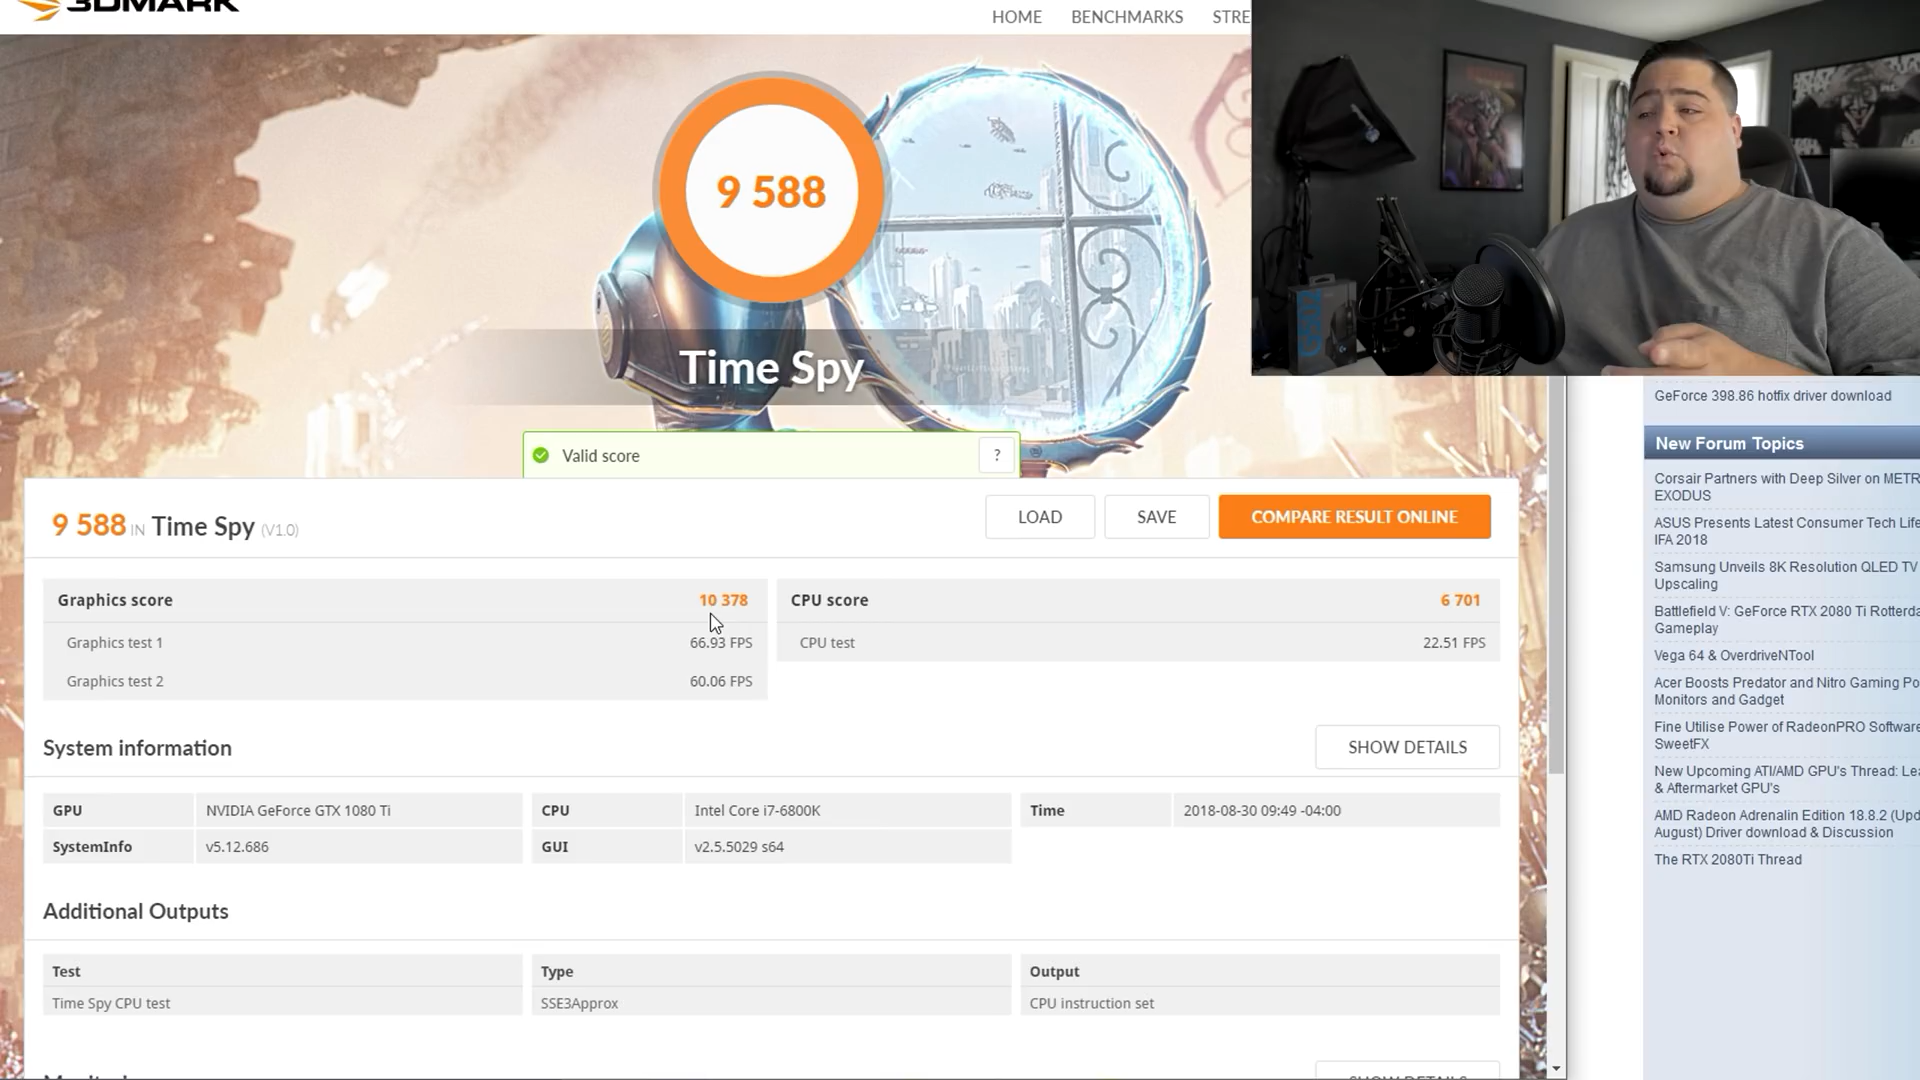 3DMARK
HOME BENCHMARKS STRE
9 588
Time Spy
Valid score ?
9 588 IN Time Spy (V1.0)
LOAD SAVE COMPARE RESULT ONLINE
Graphics score 10 378
Graphics test 1 66.93 FPS
Graphics test 2 60.06 FPS
CPU score 6 701
CPU test 22.51 FPS
System information SHOW DETAILS
GPU NVIDIA GeForce GTX 1080 Ti CPU Intel Core i7-6800K Time 2018-08-30 09:49 -04:00
SystemInfo v5.12.686 GUI v2.5.5029 s64
Additional Outputs
Test Type Output
Time Spy CPU test SSE3Approx CPU instruction set
SHOW DETAILS
G502
GeForce 398.86 hotfix driver download
New Forum Topics
Corsair Partners with Deep Silver on METR
EXODUS
ASUS Presents Latest Consumer Tech Life
IFA 2018
Samsung Unveils 8K Resolution QLED TV
Upscaling
Battlefield V: GeForce RTX 2080 Ti Rotterda
Gameplay
Vega 64 & OverdriveNTool
Acer Boosts Predator and Nitro Gaming Po
Monitors and Gadget
Fine Utilise Power of RadeonPRO Software
SweetFX
New Upcoming ATI/AMD GPU's Thread: Lea
& Aftermarket GPU's
AMD Radeon Adrenalin Edition 18.8.2 (Upd
August) Driver download & Discussion
The RTX 2080Ti Thread